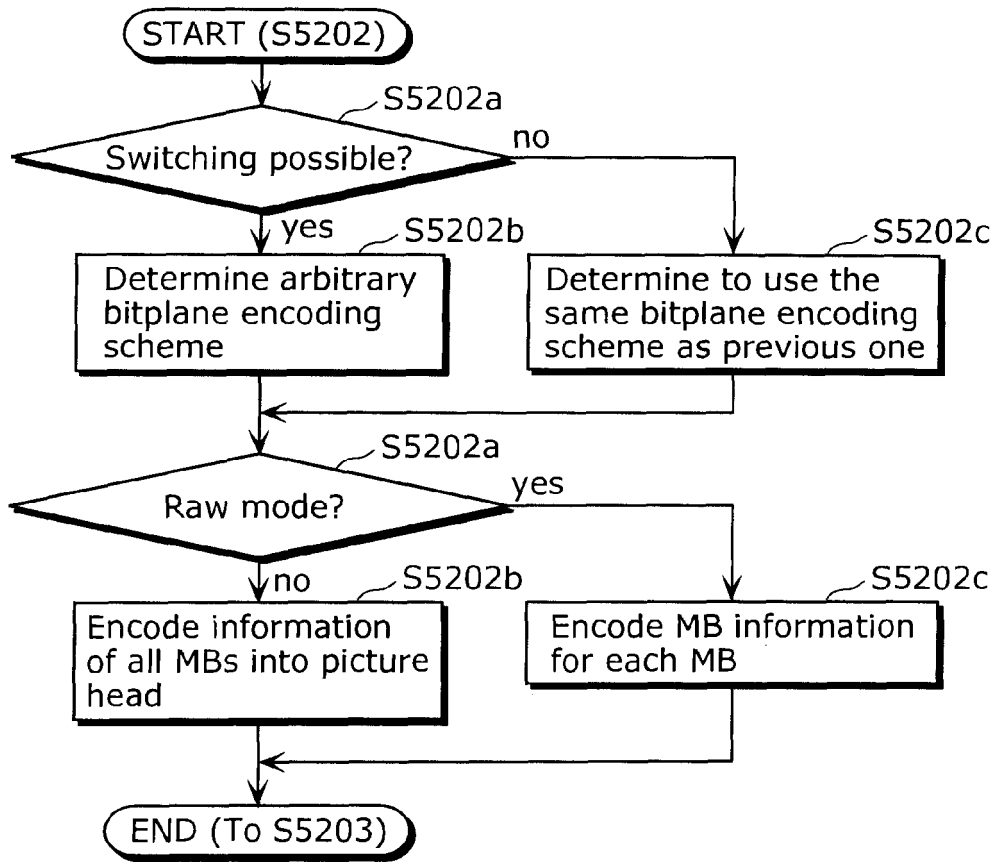 START (S5202)
S5202a
Switching possible?
no
yes
S5202b
Determine arbitrary
bitplane encoding
scheme
S5202c
Determine to use the
same bitplane encoding
scheme as previous one
S5202a
Raw mode?
yes
no
S5202b
Encode information
of all MBs into picture
head
S5202c
Encode MB information
for each MB
END (To S5203)